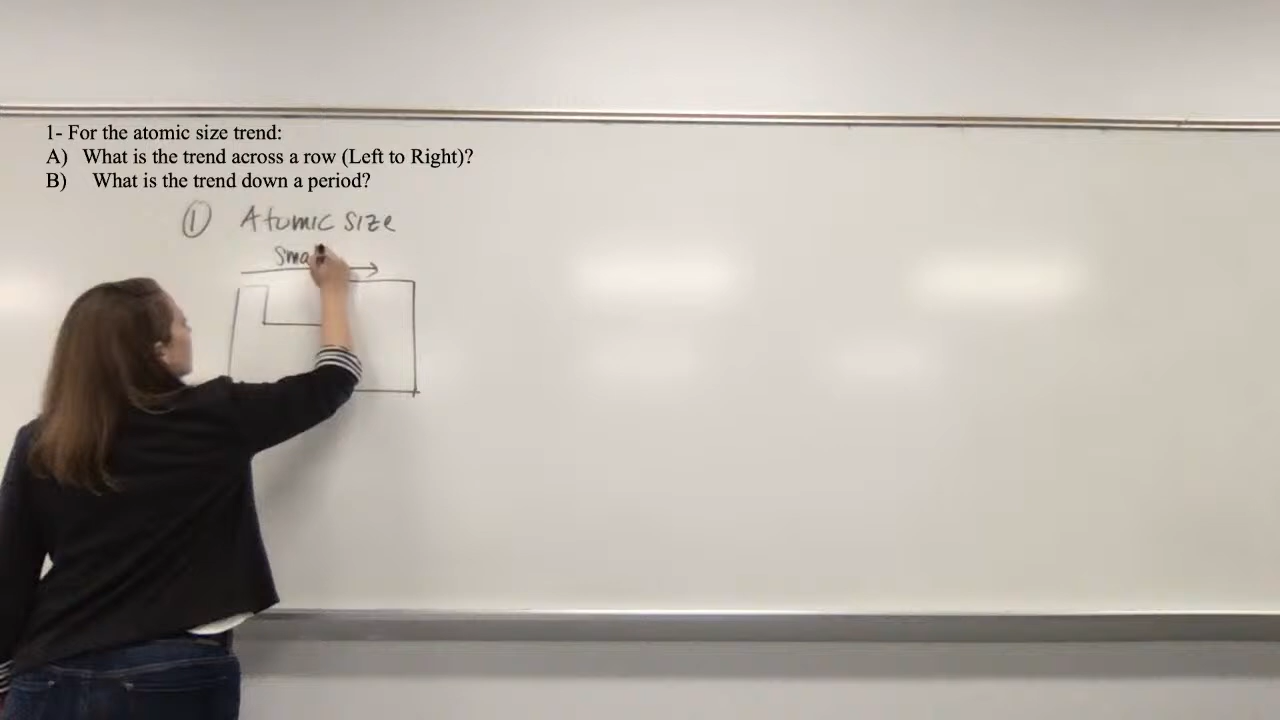 1- For the atomic size trend:
A) What is the trend across a row (Left to Right)?
B) What is the trend down a period?
① Atomic size
Sma